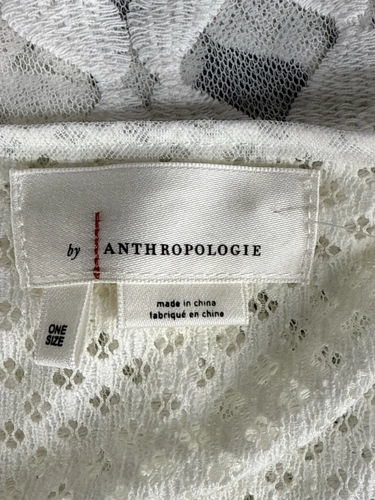 by ANTHROPOLOGIE
ONE
SIZE
made in china
fabriqué en chine